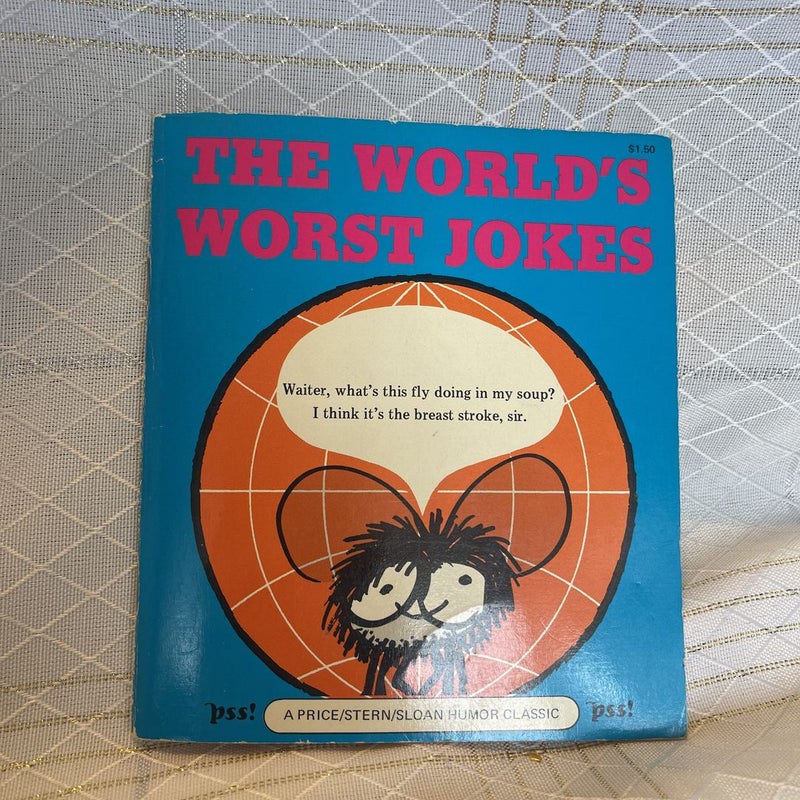 $1.50
THE WORLD'S
WORST JOKES
Waiter, what's this fly doing in my soup?
I think it's the breast stroke, sir.
pss!
A PRICE/STERN/SLOAN HUMOR CLASSIC
pss!